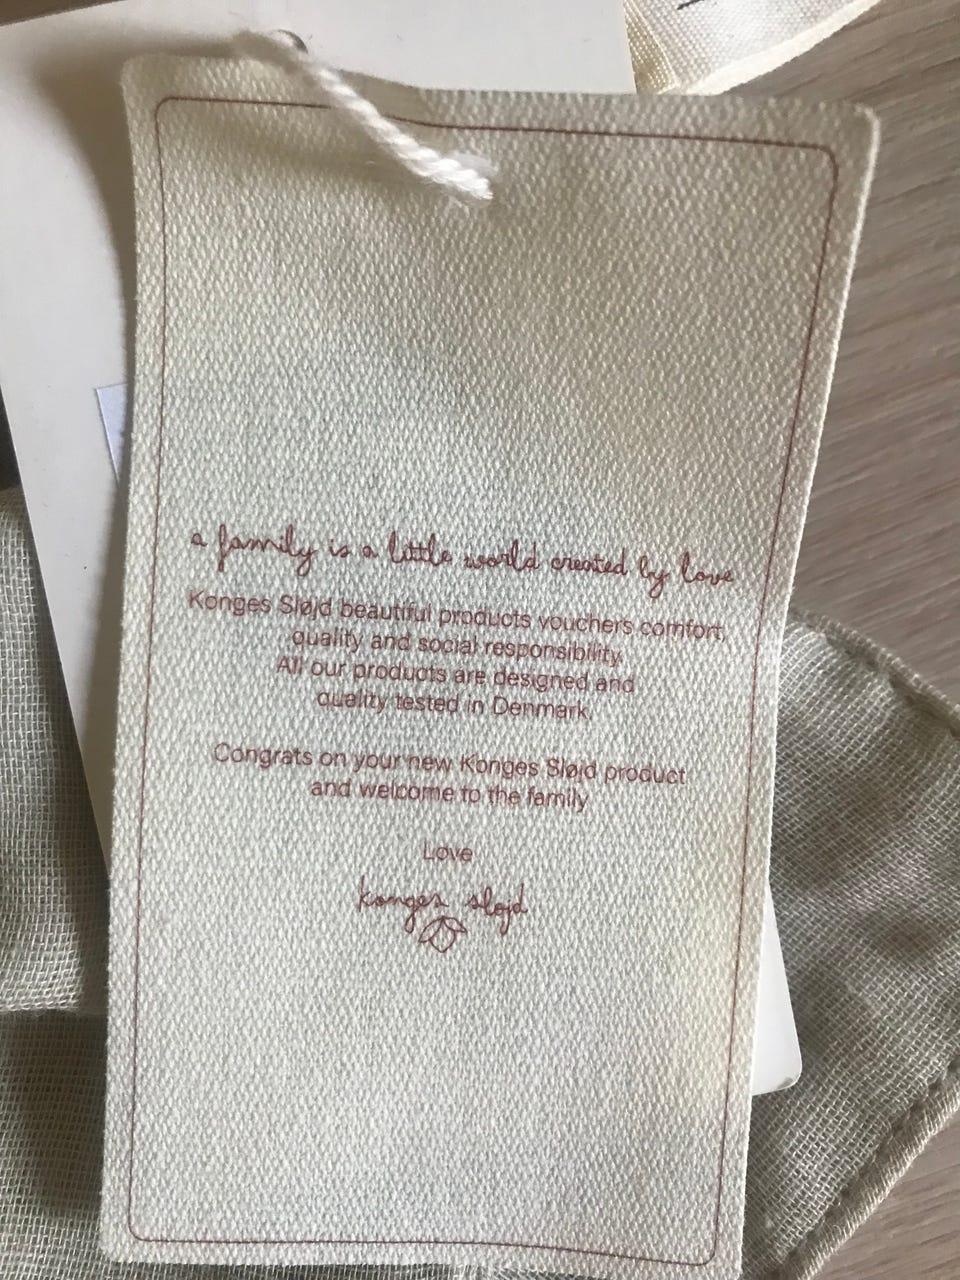 a family is a little world created by love
Konges Sløjd beautiful products vouchers comfort,
quality and social responsibility.
All our products are designed and
quality tested in Denmark.
Congrats on your new Konges Sløjd product
and welcome to the family
Love
konges sløjd